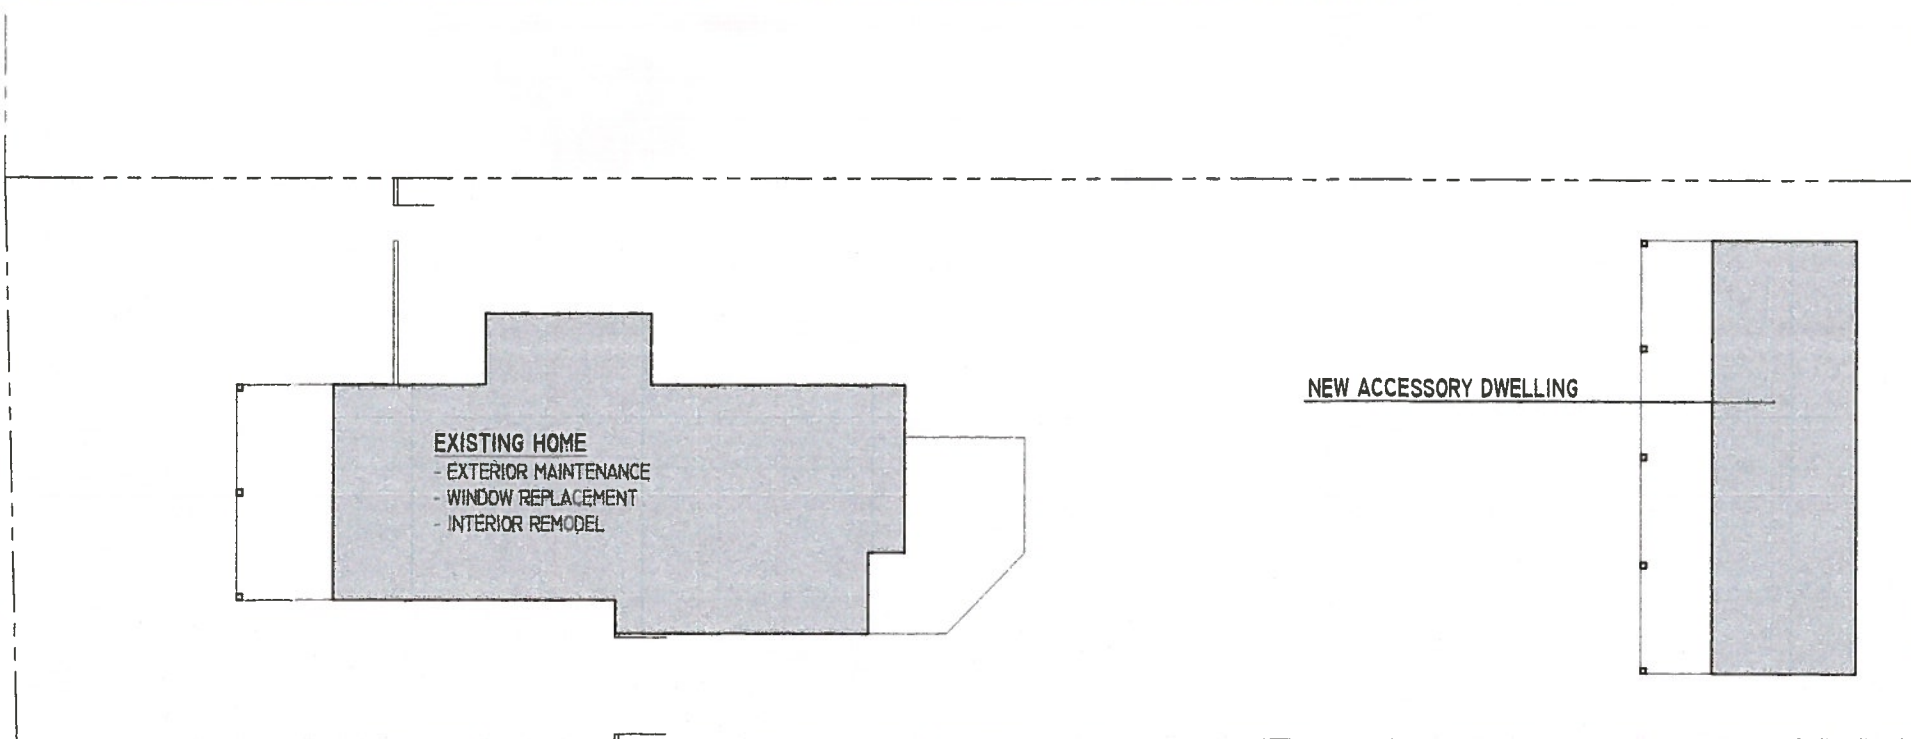 EXISTING HOME
- EXTERIOR MAINTENANCE
- WINDOW REPLACEMENT
- INTERIOR REMODEL
NEW ACCESSORY DWELLING